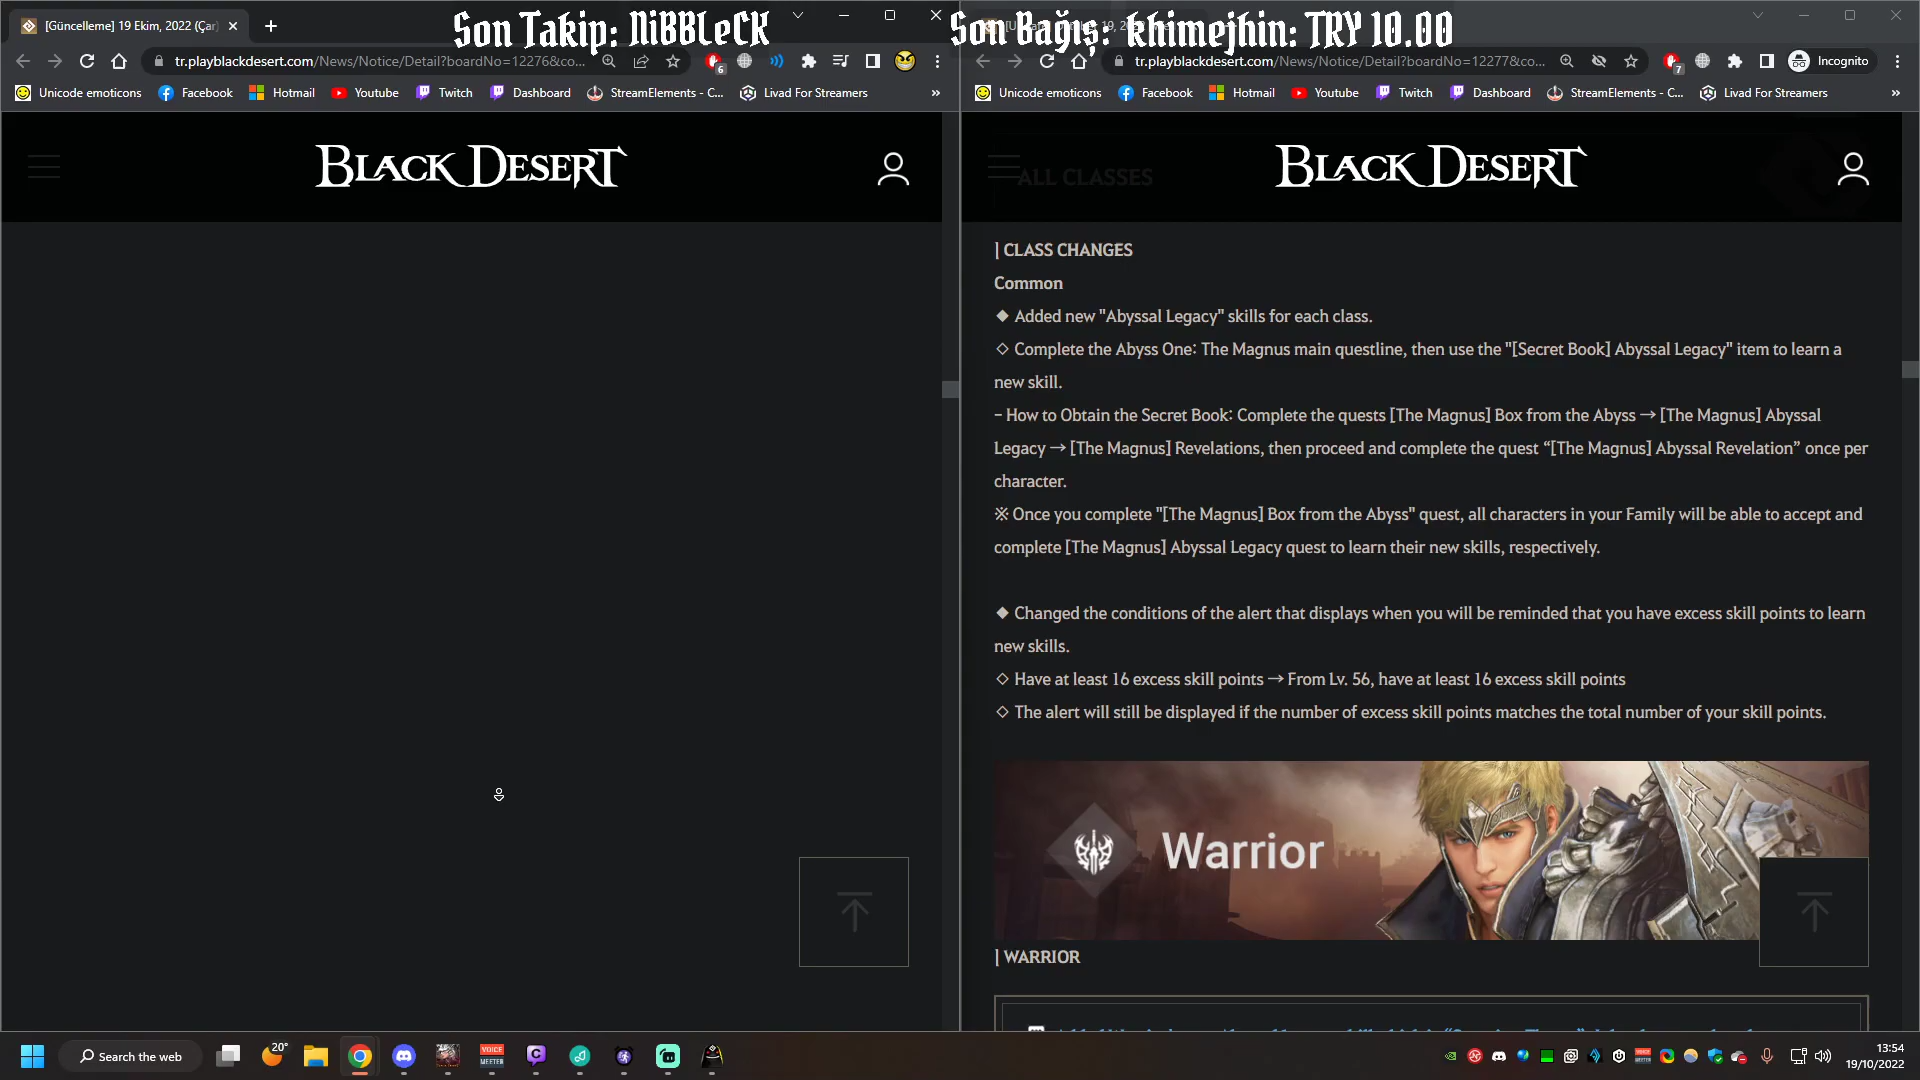 [Güncelleme] 19 Ekim, 2022 (Çar
Son Takip: NiBBLeCK
Son Bağış: khimejhin: TRY 10.00
tr.playblackdesert.com/News/Notice/Detail?boardNo=12276&co...
tr.playblackdesert.com/News/Notice/Detail?boardNo=12277&co...
Incognito
6
7
Unicode emoticons
Facebook
Hotmail
Youtube
Twitch
Dashboard
StreamElements - C...
Livad For Streamers
»
Unicode emoticons
Facebook
Hotmail
Youtube
Twitch
Dashboard
StreamElements - C...
Livad For Streamers
»
BLACK DESERT
BLACK DESERT
ALL CLASSES
| CLASS CHANGES
Common
◆ Added new "Abyssal Legacy" skills for each class.
◇ Complete the Abyss One: The Magnus main questline, then use the "[Secret Book] Abyssal Legacy" item to learn a
new skill.
– How to Obtain the Secret Book: Complete the quests [The Magnus] Box from the Abyss → [The Magnus] Abyssal
Legacy → [The Magnus] Revelations, then proceed and complete the quest “[The Magnus] Abyssal Revelation” once per
character.
※ Once you complete "[The Magnus] Box from the Abyss" quest, all characters in your Family will be able to accept and
complete [The Magnus] Abyssal Legacy quest to learn their new skills, respectively.
◆ Changed the conditions of the alert that displays when you will be reminded that you have excess skill points to learn
new skills.
◇ Have at least 16 excess skill points → From Lv. 56, have at least 16 excess skill points
◇ The alert will still be displayed if the number of excess skill points matches the total number of your skill points.
Warrior
| WARRIOR
Search the web
20°
VOICE
MEETER
13:54
19/10/2022